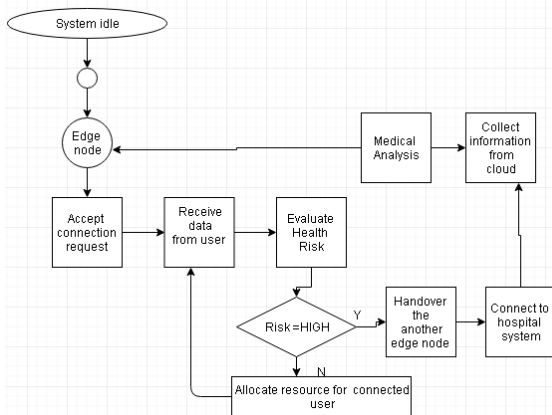 System idle
Edge
node
Medical
Analysis
Collect
information
from
cloud
Accept
connection
request
Receive
data
from user
Evaluate
Health
Risk
Risk=HIGH
Y
N
Handover
the
another
edge node
Connect to
hospital
system
Allocate resource for connected
user